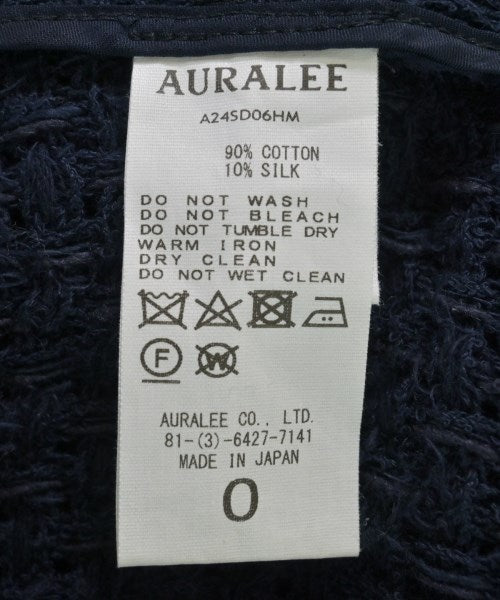 AURALEE
A24SD06HM
90% COTTON
10% SILK
DO NOT WASH
DO NOT BLEACH
DO NOT TUMBLE DRY
WARM IRON
DRY CLEAN
DO NOT WET CLEAN
F W
AURALEE CO., LTD.
81-(3)-6427-7141
MADE IN JAPAN
0